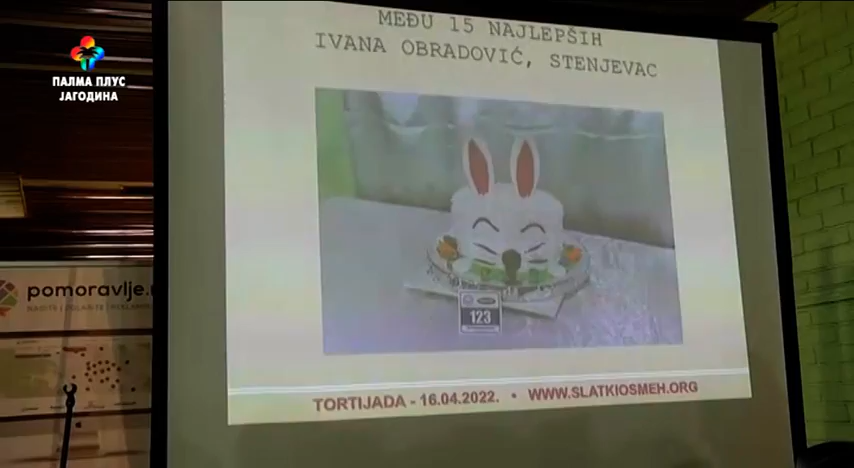 ПАЛМА ПЛУС
ЈАГОДИНА
MEĐU 15 NAJLEPŠIH
IVANA OBRADOVIĆ, STENJEVAC
123
TORTIJADA - 16.04.2022. • WWW.SLATKIOSMEH.ORG
pomoravlje.